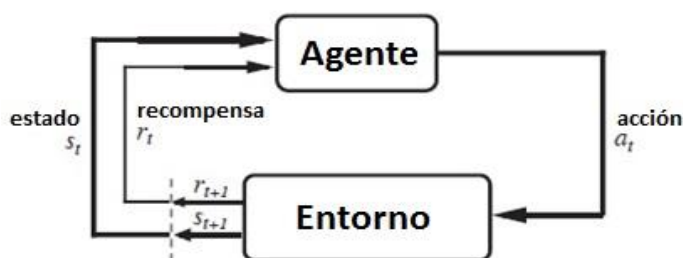 Agente
estado
s_t
recompensa
r_t
acción
a_t
r_{t+1}
s_{t+1}
Entorno